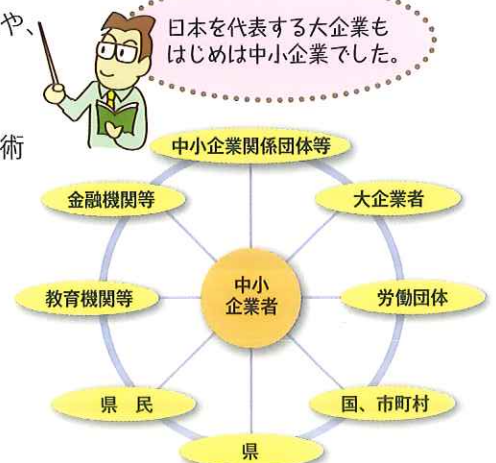 や、
日本を代表する大企業も
はじめは中小企業でした。
術
中小企業関係団体等
金融機関等
大企業者
教育機関等
中小
企業者
労働団体
県 民
国、市町村
県